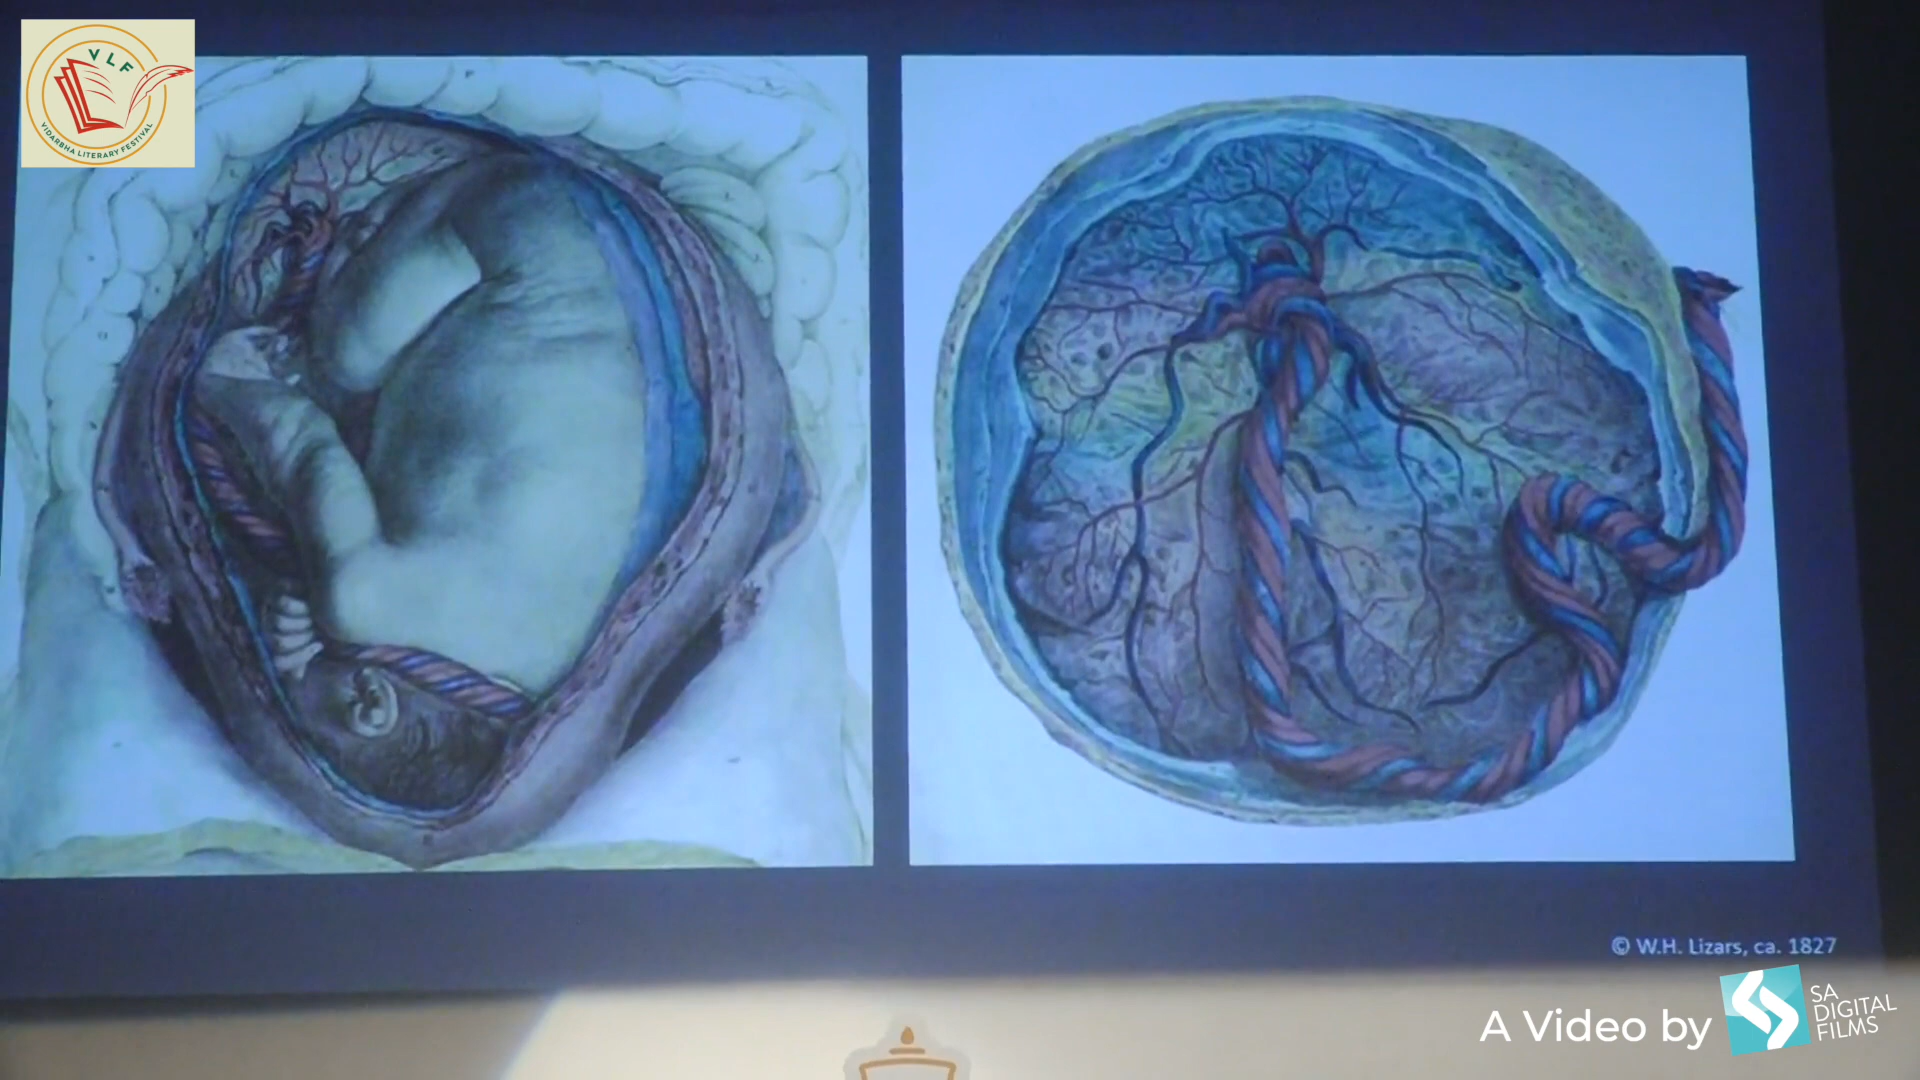 VLF
VIDARBHA LITERARY FESTIVAL
© W.H. Lizars, ca. 1827
A Video by
SA
DIGITAL
FILMS